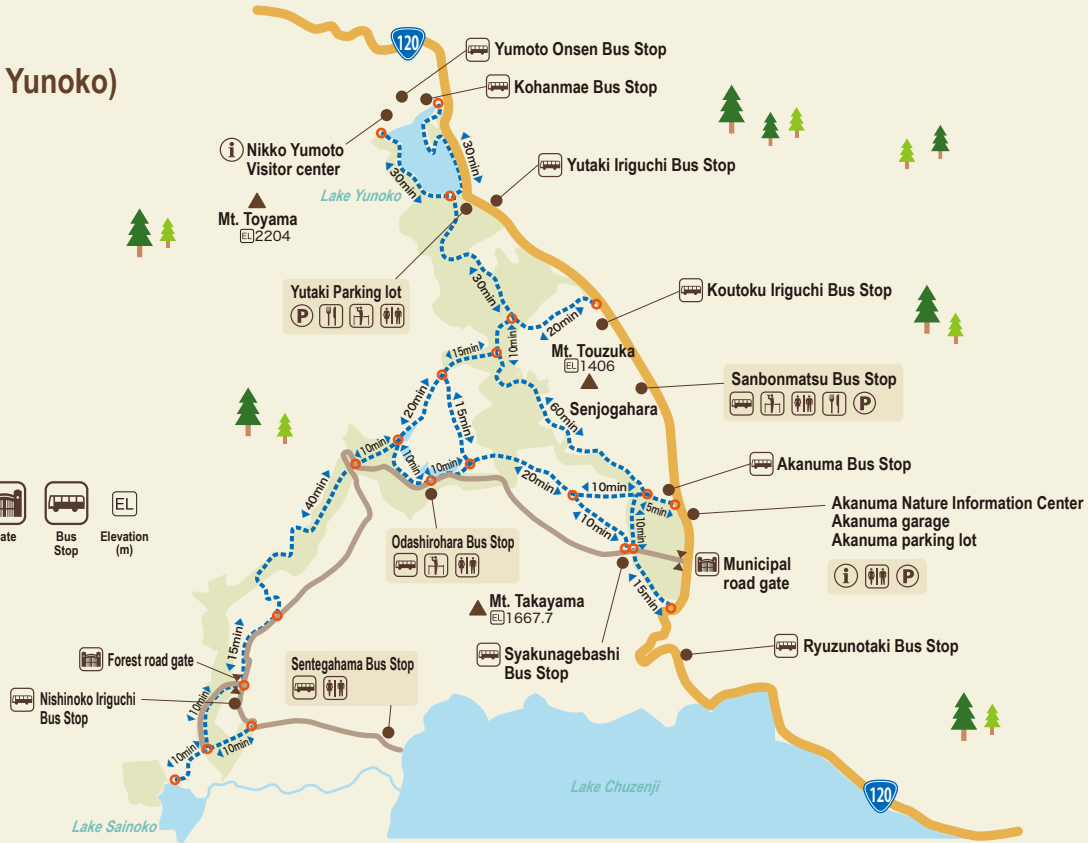 Yunoko)
120
Yumoto Onsen Bus Stop
Kohanmae Bus Stop
Nikko Yumoto
Visitor center
30min
30min
Yutaki Iriguchi Bus Stop
Lake Yunoko
Mt. Toyama
EL 2204
Yutaki Parking lot
P
30min
Koutoku Iriguchi Bus Stop
20min
10min
15min
Mt. Touzuka
EL 1406
Senjogahara
Sanbonmatsu Bus Stop
P
20min
15min
60min
10min
10min
10min
20min
10min
Akanuma Bus Stop
5min
40min
10min
10min
Akanuma Nature Information Center
Akanuma garage
Akanuma parking lot
i
P
ate
Bus
Stop
EL
Elevation
(m)
Odashirohara Bus Stop
Municipal
road gate
15min
Mt. Takayama
EL 1667.7
Syakunagebashi
Bus Stop
Ryuzunotaki Bus Stop
15min
Forest road gate
Sentegahama Bus Stop
Nishinoko Iriguchi
Bus Stop
10min
10min
10min
Lake Chuzenji
120
Lake Sainoko